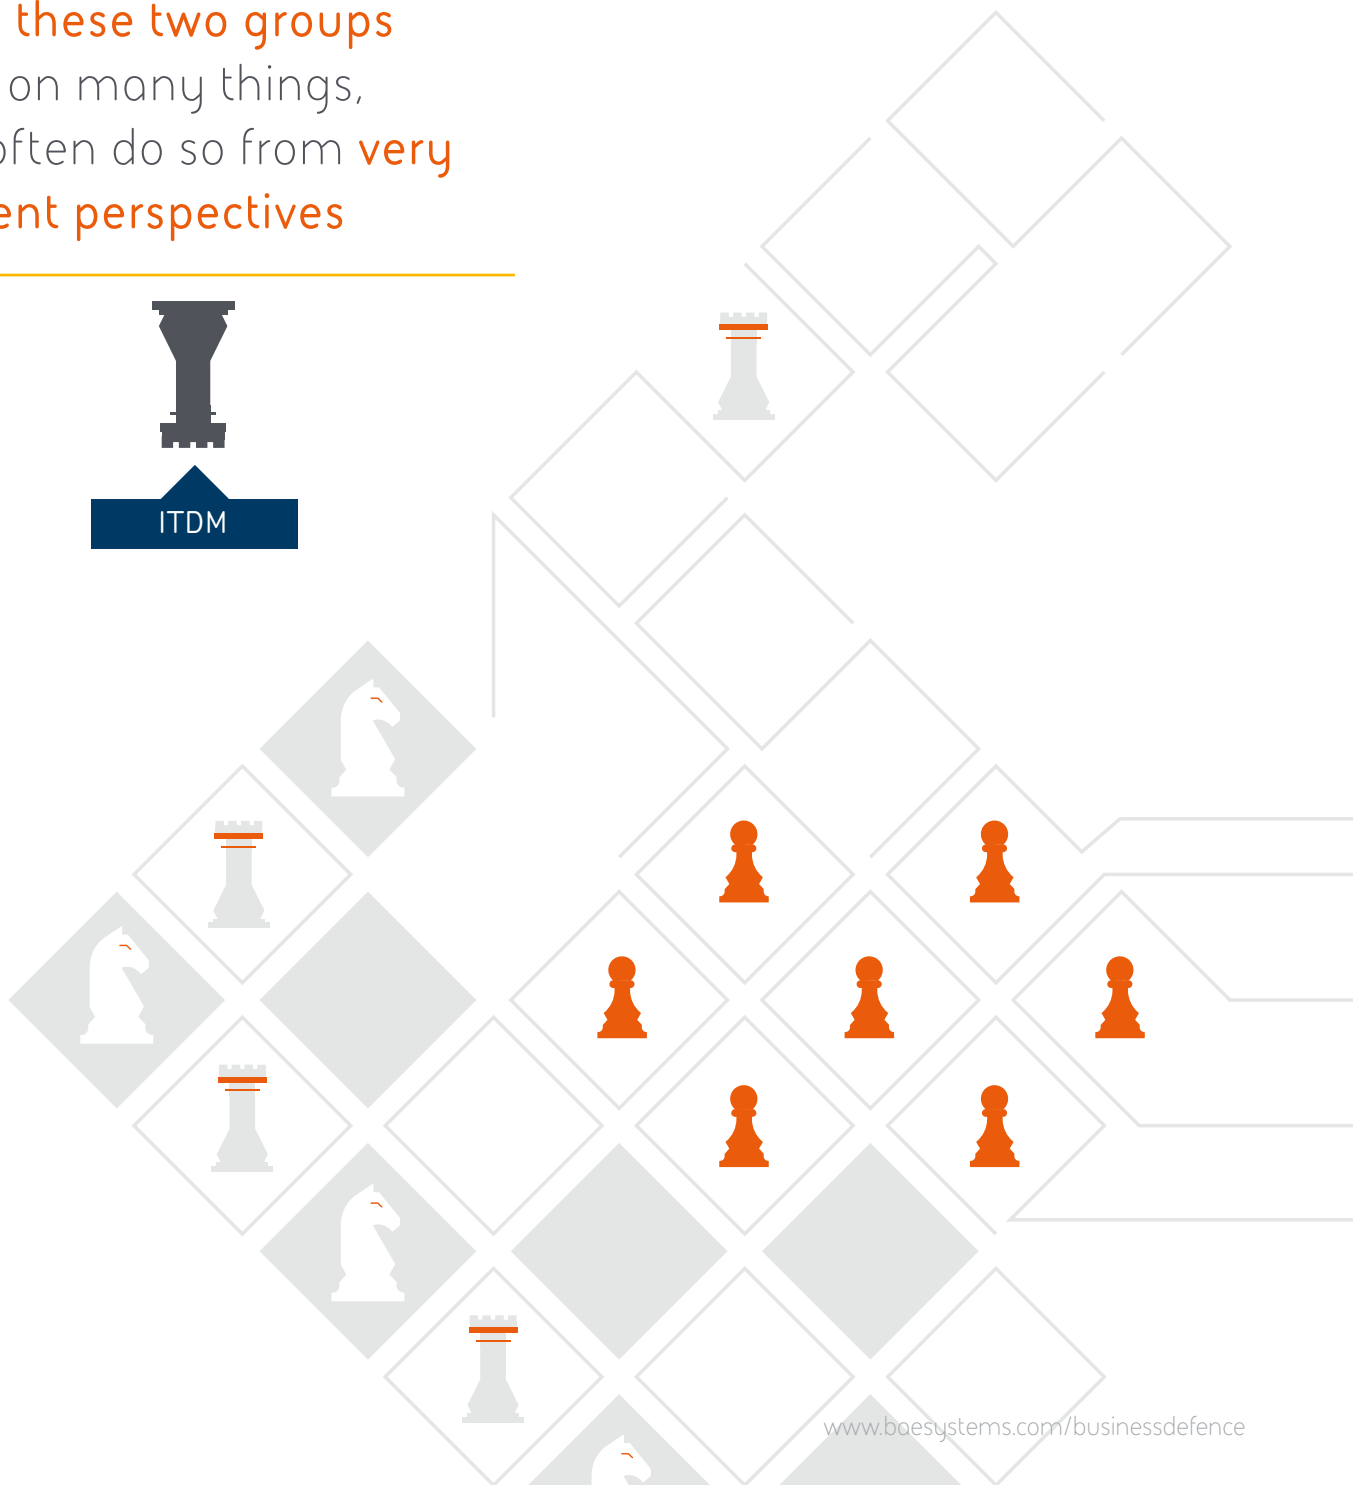 these two groups
on many things,
often do so from very
ent perspectives
ITDM
www.baesystems.com/businessdefence